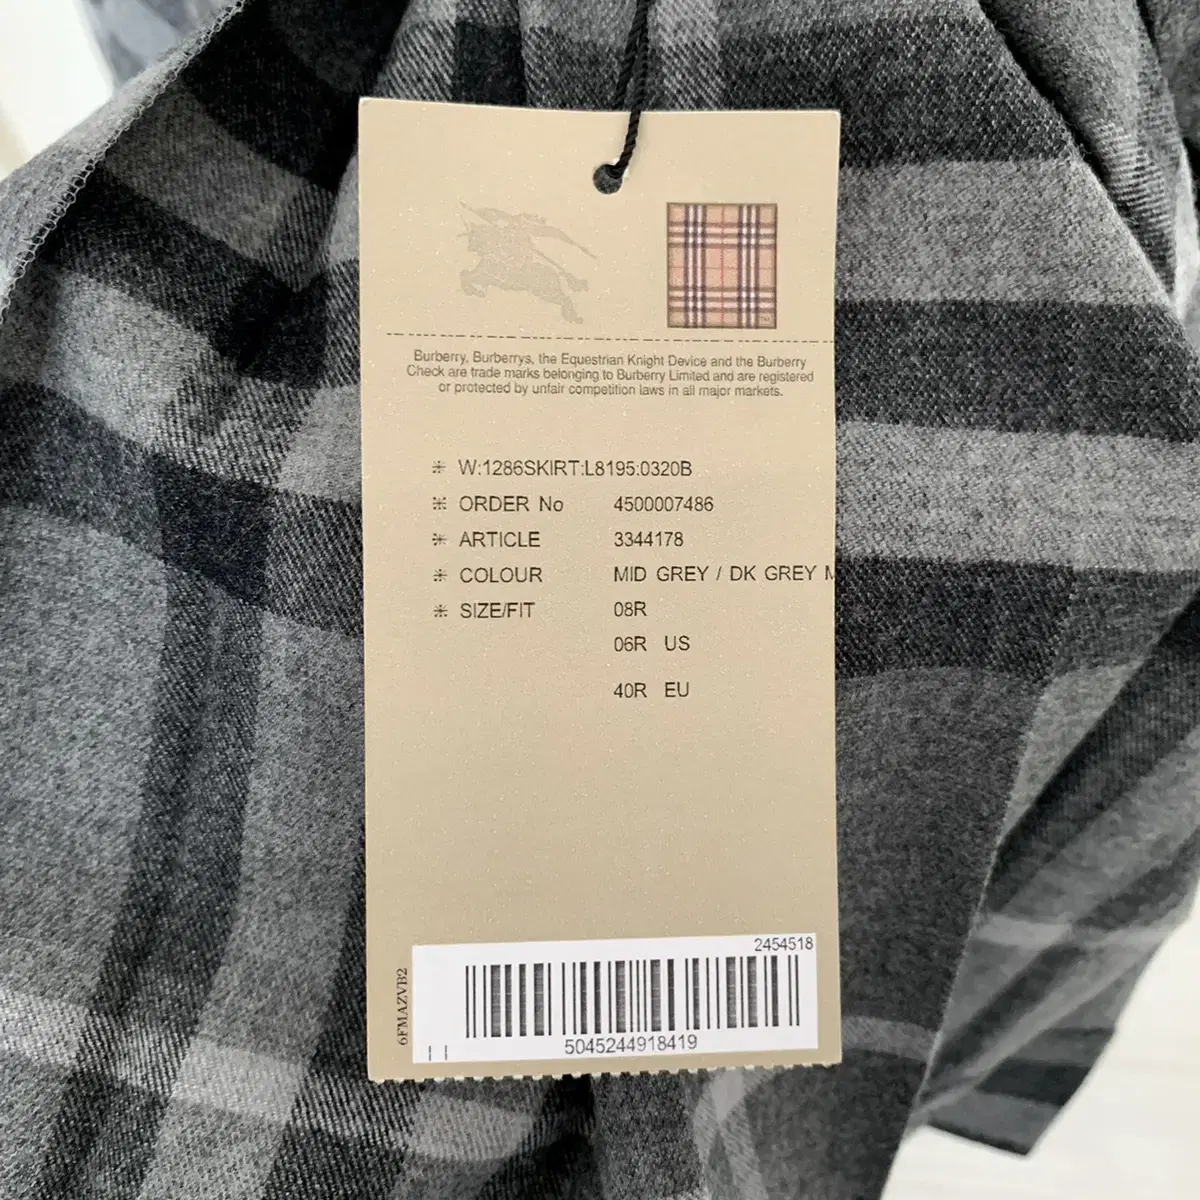 Burberry, Burberrys, the Equestrian Knight Device and the Burberry
Check are trade marks belonging to Burberry Limited and are registered
or protected by unfair competition laws in all major markets.
W:1286SKIRT:L8195:0320B
ORDER No 4500007486
ARTICLE 3344178
COLOUR MID GREY / DK GREY M
SIZE/FIT 08R
06R US
40R EU
2454518
6FMAZVB2
5045244918419